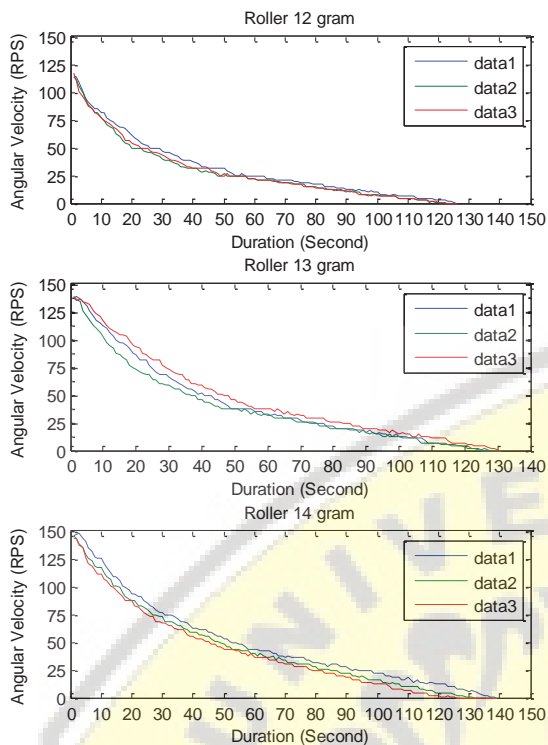 Roller 12 gram
Angular Velocity (RPS)
150
125
100
75
50
25
0
data1
data2
data3
0 10 20 30 40 50 60 70 80 90 100 110 120 130 140 150
Duration (Second)
Roller 13 gram
Angular Velocity (RPS)
150
125
100
75
50
25
0
data1
data2
data3
0 10 20 30 40 50 60 70 80 90 100 110 120 130 140
Duration (Second)
Roller 14 gram
Angular Velocity (RPS)
150
125
100
75
50
25
0
data1
data2
data3
0 10 20 30 40 50 60 70 80 90 100 110 120 130 140 150
Duration (Second)
UNIVE